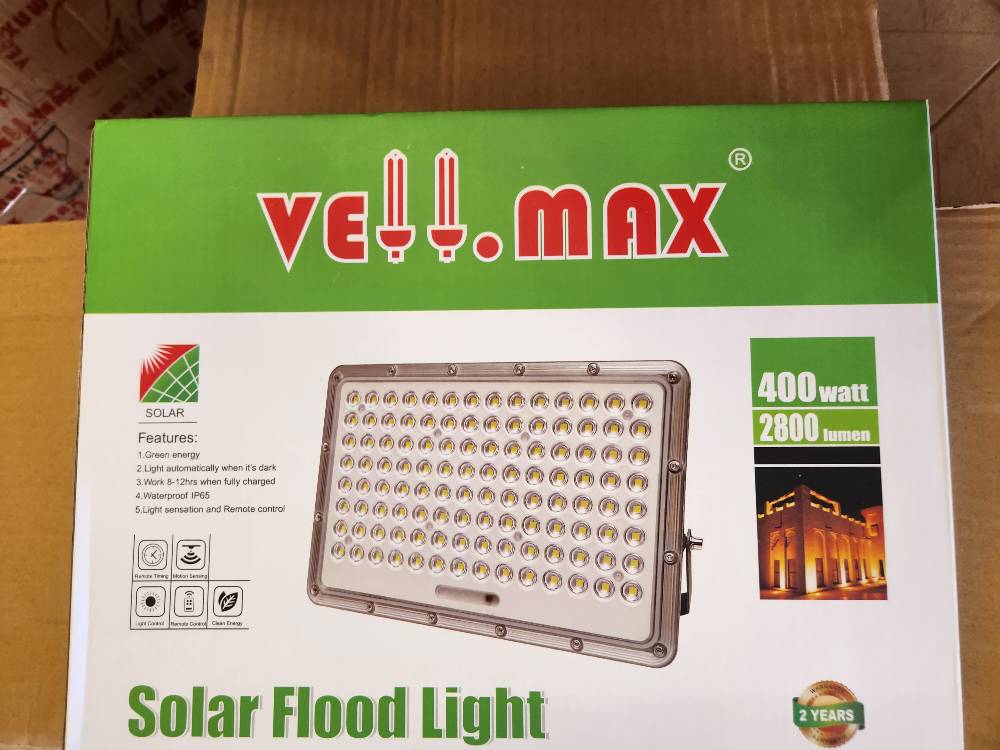 VELL.MAX®
SOLAR
Features:
1.Green energy
2.Light automatically when it's dark
3.Work 8-12hrs when fully charged
4.Waterproof IP65
5.Light sensation and Remote control
Remote Timing
Motion Sensing
Light Control
Remote Control
Clean Energy
400watt
2800 lumen
Solar Flood Light
WARRANTY
2 YEARS